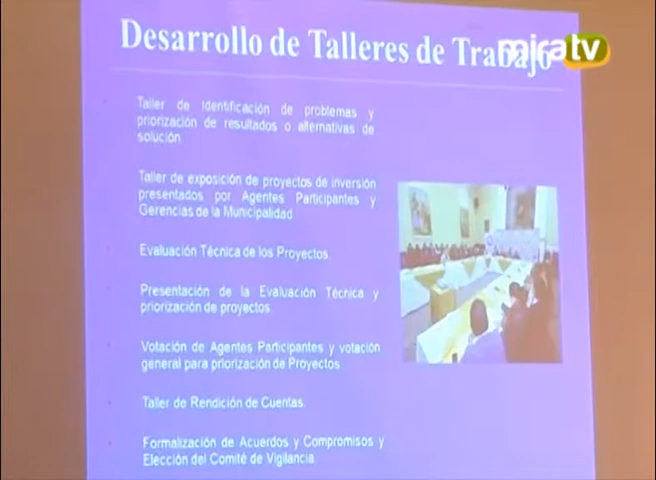 miratv
Desarrollo de Talleres de Trabajo
Taller de Identificación de problemas y
priorización de resultados o alternativas de
solución.
Taller de exposición de proyectos de inversión
presentados por Agentes Participantes y
Gerencias de la Municipalidad.
Evaluación Técnica de los Proyectos.
Presentación de la Evaluación Técnica y
priorización de proyectos.
Votación de Agentes Participantes y votación
general para priorización de Proyectos.
Taller de Rendición de Cuentas.
Formalización de Acuerdos y Compromisos y
Elección del Comité de Vigilancia.